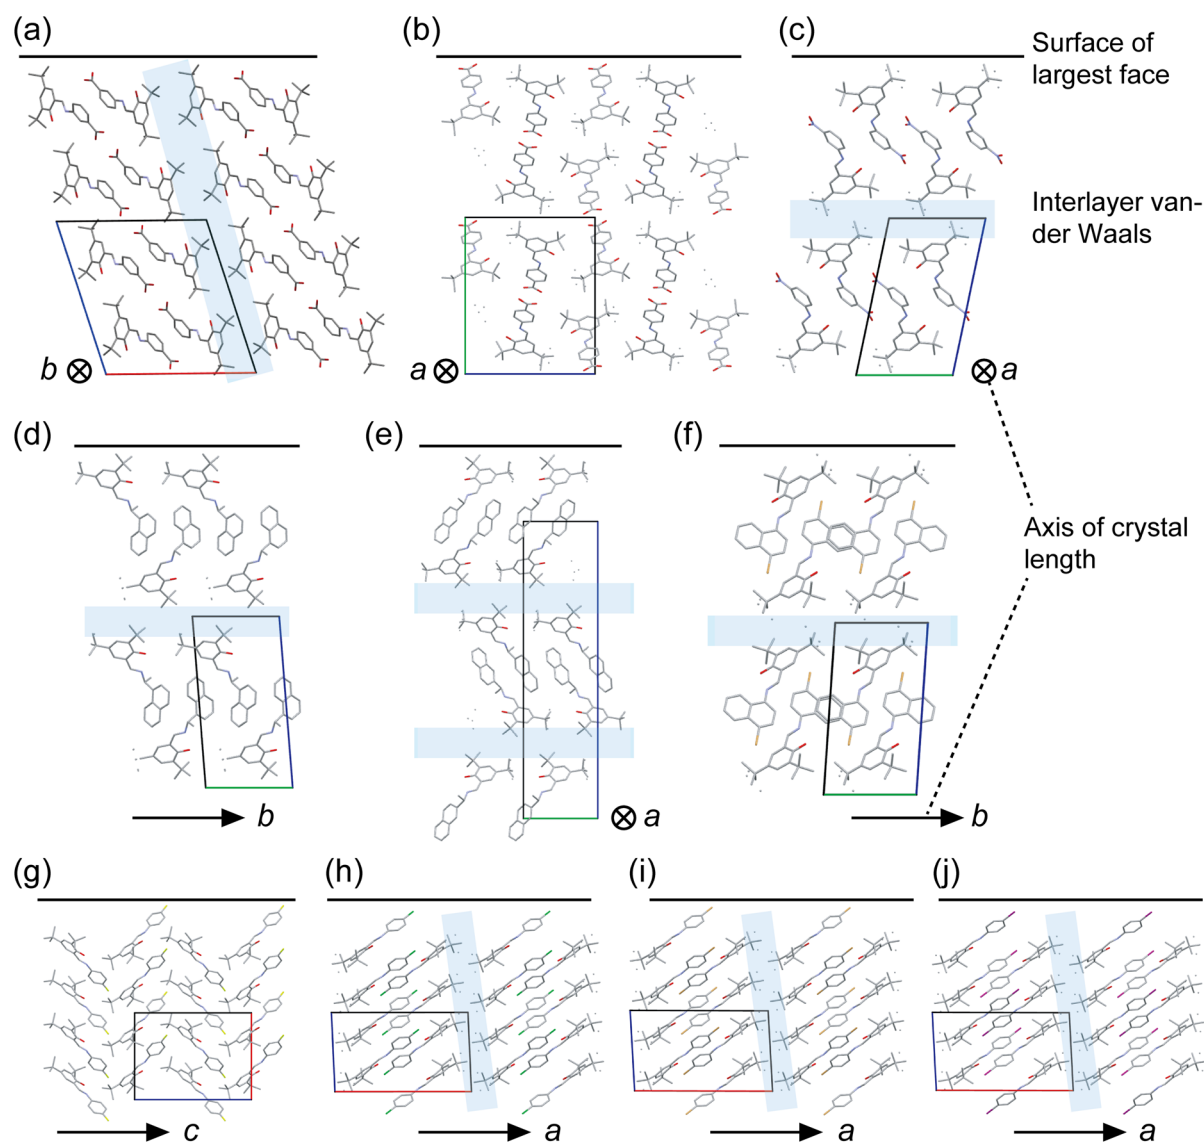 (a)
(b)
(c)
Surface of
largest face
Interlayer van-
der Waals
b
a
a
(d)
(e)
(f)
Axis of crystal
length
b
a
b
(g)
(h)
(i)
(j)
c
a
a
a